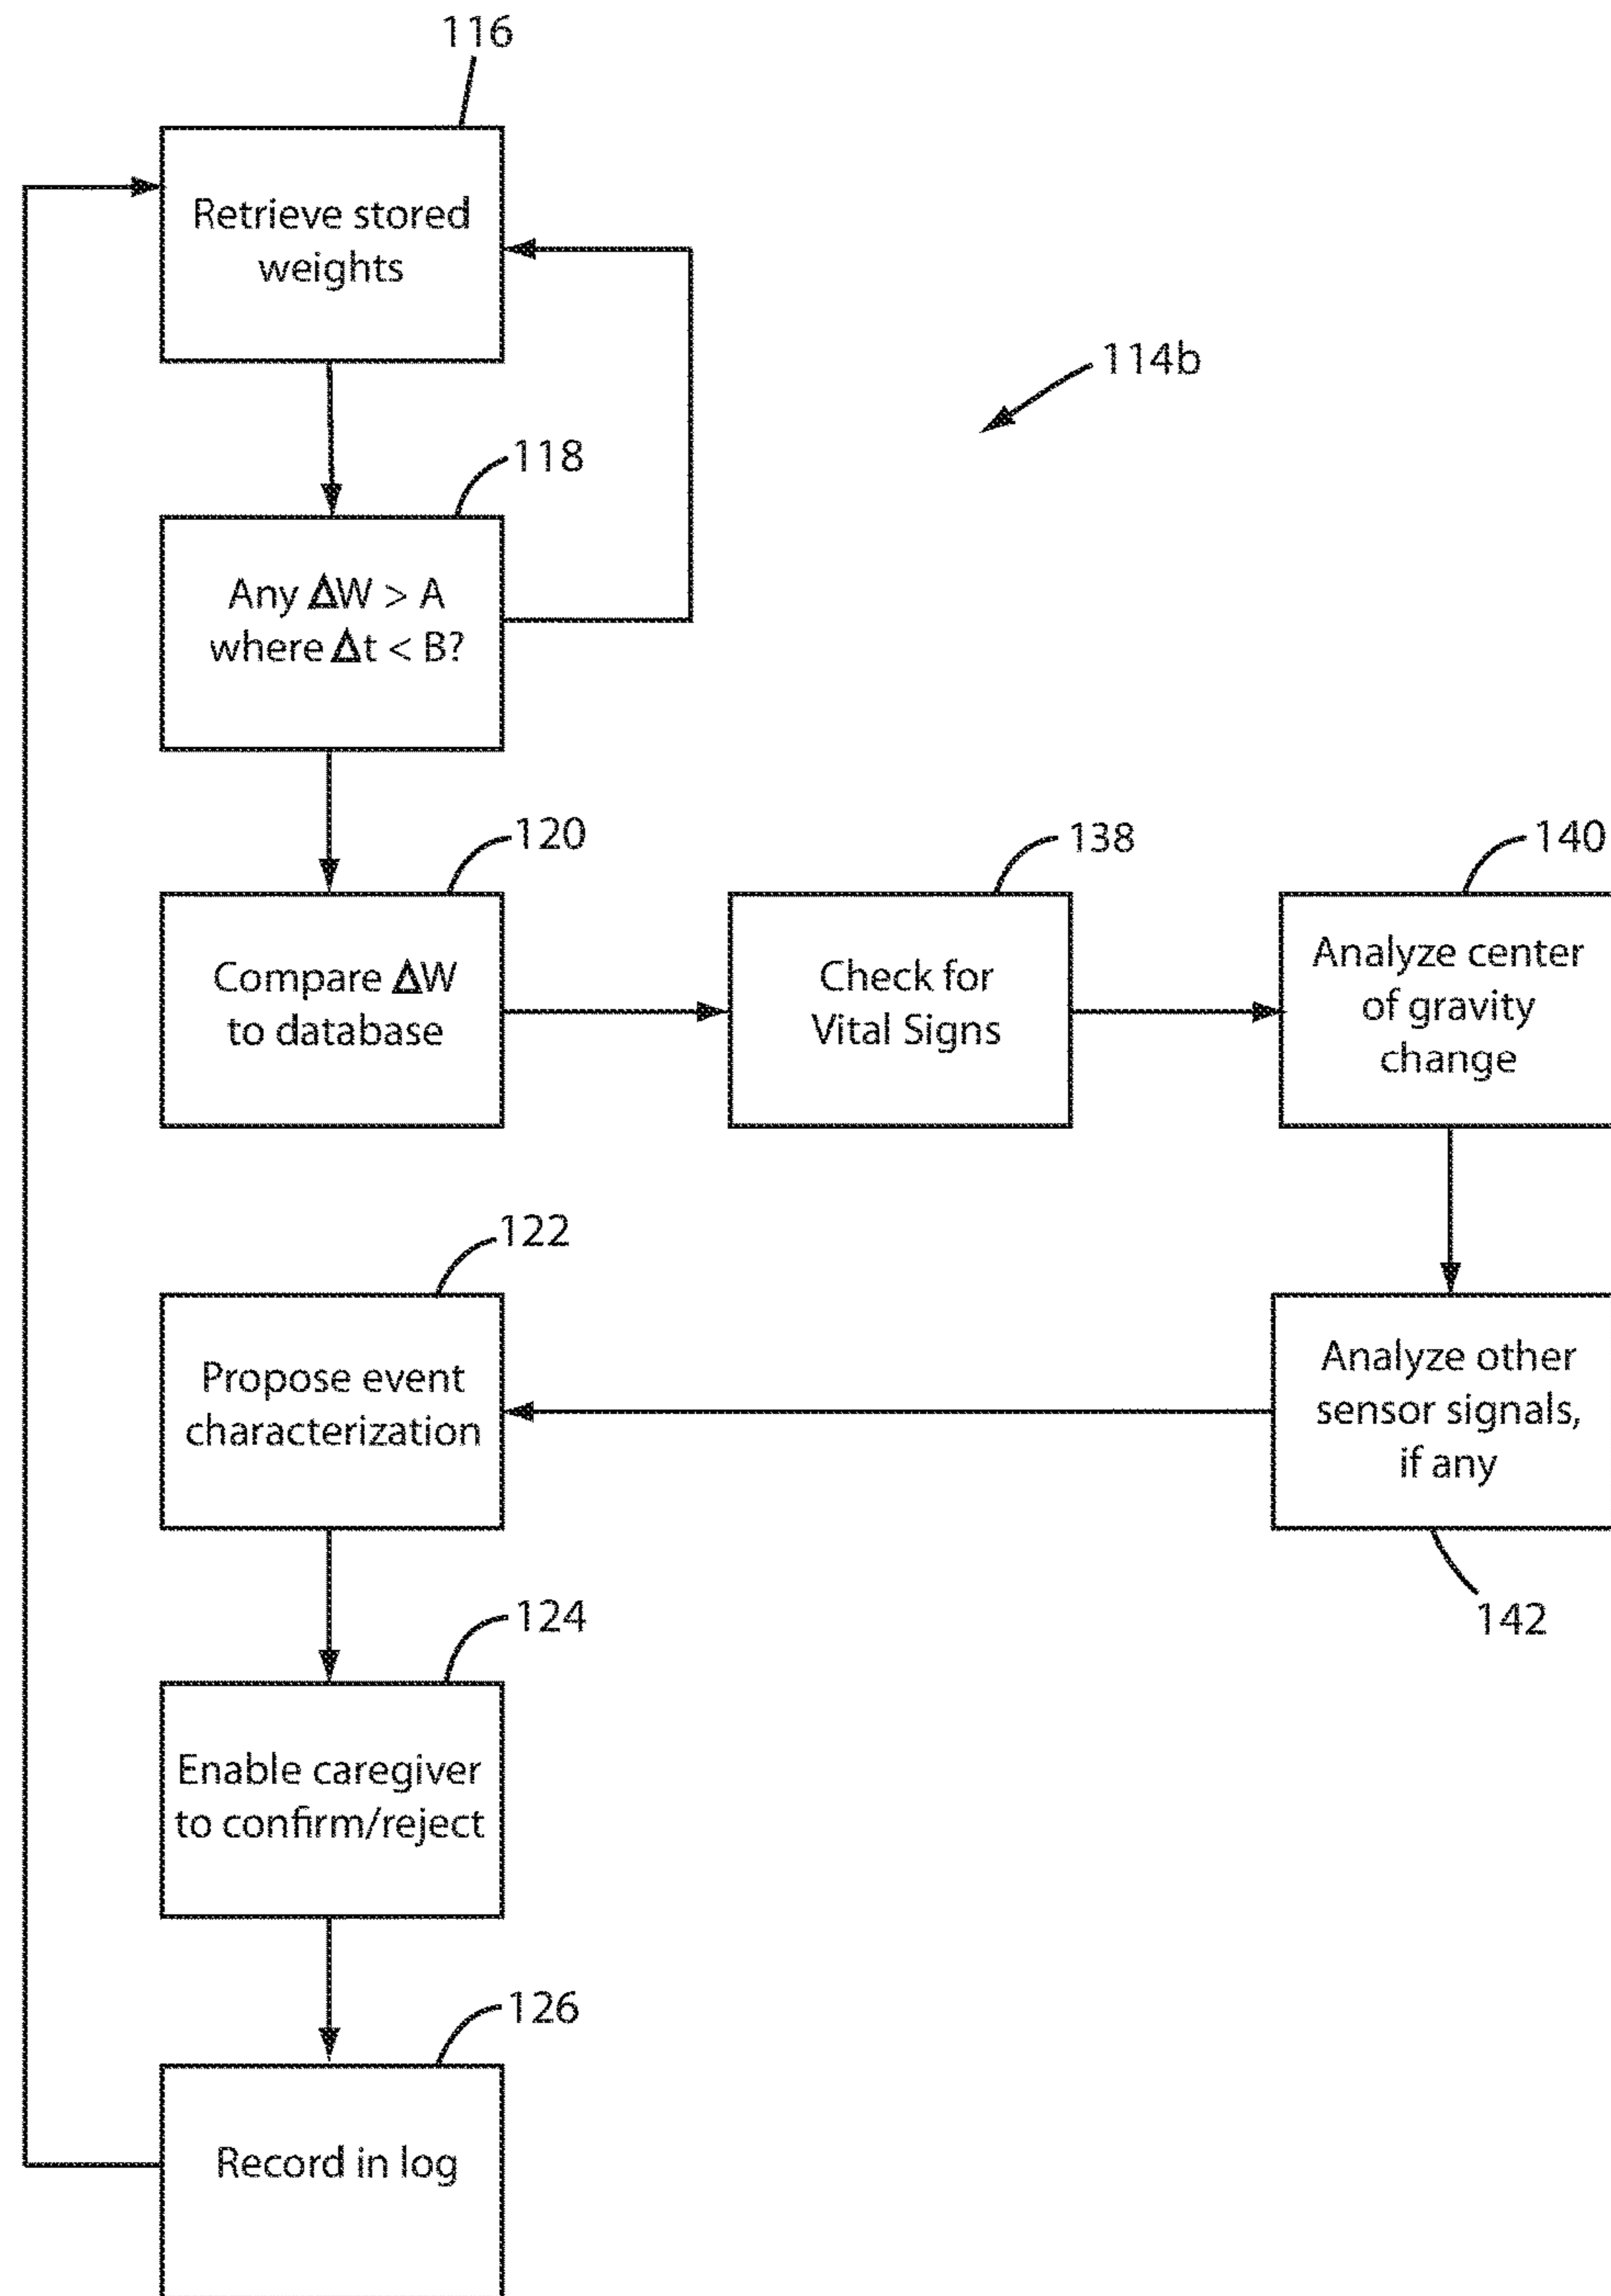 116
Retrieve stored
weights
114b
118
Any ΔW > A
where Δt < B?
120
Compare ΔW
to database
138
Check for
Vital Signs
140
Analyze center
of gravity
change
122
Propose event
characterization
Analyze other
sensor signals,
if any
142
124
Enable caregiver
to confirm/reject
126
Record in log